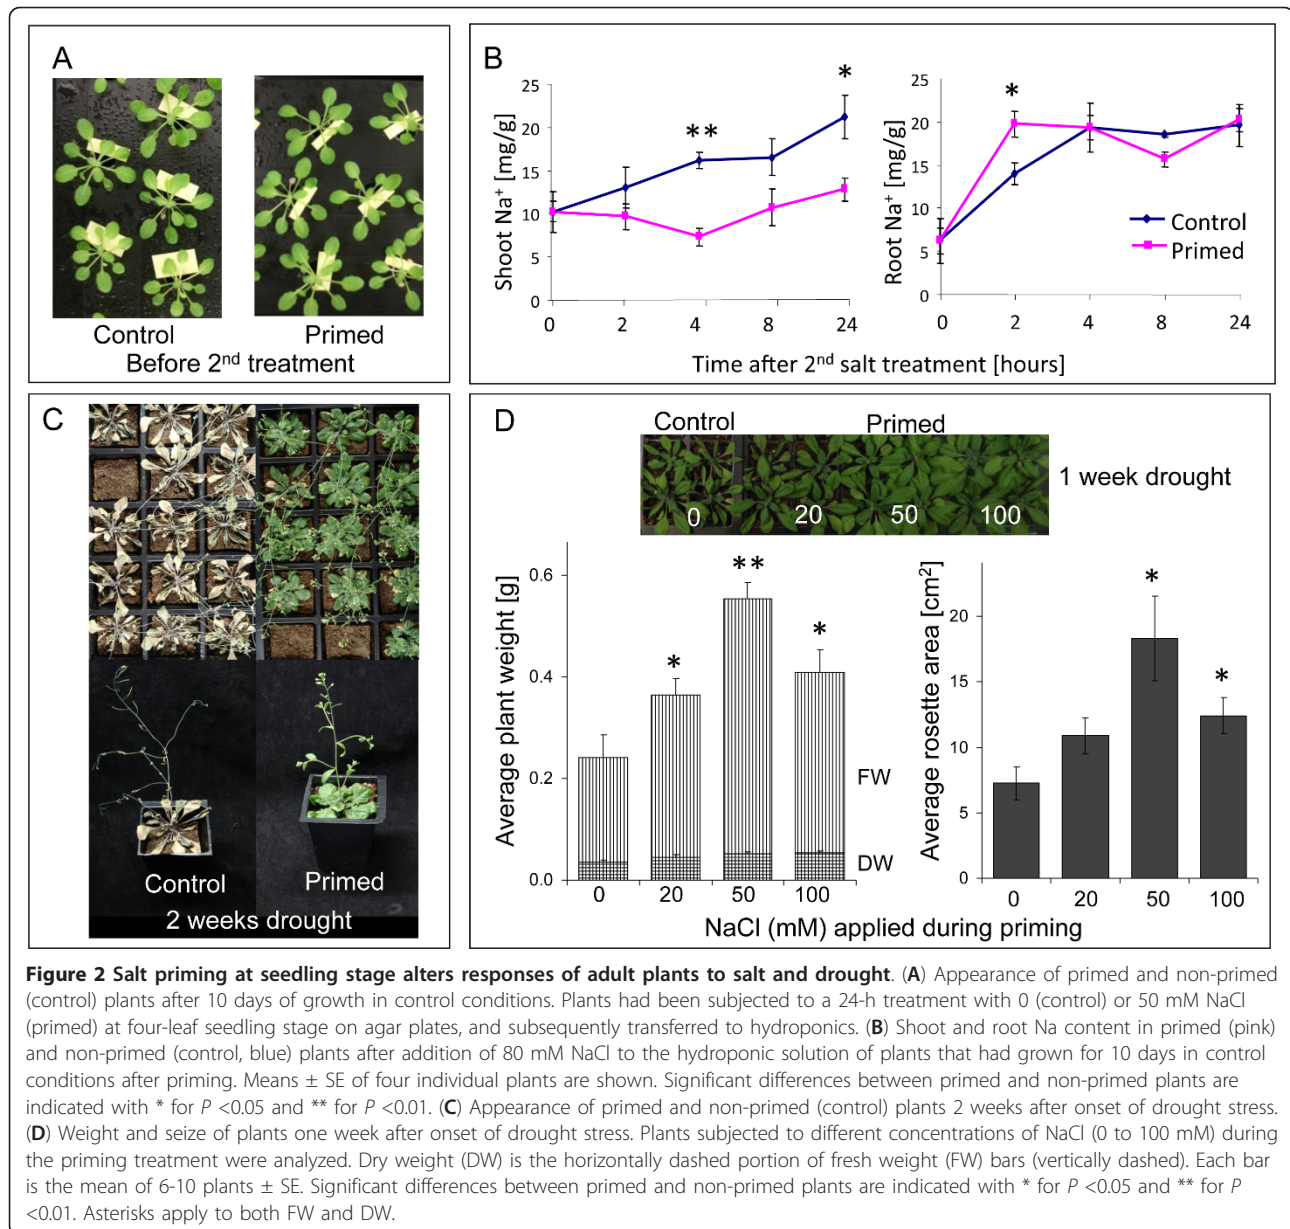 A
Control
Primed
Before 2nd treatment
B
Shoot Na+ [mg/g]
25
20
15
10
5
0
**
*
0 2 4 8 24
Root Na+ [mg/g]
25
20
15
10
5
0
*
Control
Primed
0 2 4 8 24
Time after 2nd salt treatment [hours]
C
Control
Primed
2 weeks drought
D
Control
Primed
0 20 50 100
1 week drought
Average plant weight [g]
0.6
0.4
0.2
0.0
*
**
*
FW
DW
0 20 50 100
Average rosette area [cm2]
20
15
10
5
0
*
*
0 20 50 100
NaCl (mM) applied during priming
Figure 2 Salt priming at seedling stage alters responses of adult plants to salt and drought. (A) Appearance of primed and non-primed
(control) plants after 10 days of growth in control conditions. Plants had been subjected to a 24-h treatment with 0 (control) or 50 mM NaCl
(primed) at four-leaf seedling stage on agar plates, and subsequently transferred to hydroponics. (B) Shoot and root Na content in primed (pink)
and non-primed (control, blue) plants after addition of 80 mM NaCl to the hydroponic solution of plants that had grown for 10 days in control
conditions after priming. Means ± SE of four individual plants are shown. Significant differences between primed and non-primed plants are
indicated with * for P <0.05 and ** for P <0.01. (C) Appearance of primed and non-primed (control) plants 2 weeks after onset of drought stress.
(D) Weight and seize of plants one week after onset of drought stress. Plants subjected to different concentrations of NaCl (0 to 100 mM) during
the priming treatment were analyzed. Dry weight (DW) is the horizontally dashed portion of fresh weight (FW) bars (vertically dashed). Each bar
is the mean of 6-10 plants ± SE. Significant differences between primed and non-primed plants are indicated with * for P <0.05 and ** for P
<0.01. Asterisks apply to both FW and DW.